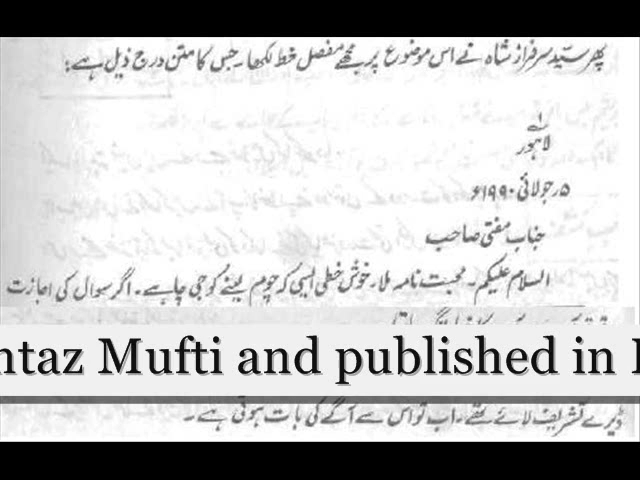 پھر سیّد سرفراز شاہ نے اس موضوع پر مجھے مفصل خط لکھا۔ جس کا متن درج ذیل ہے:
لاہور
۵؍جولائی ۱۹۹۰ء
جناب مفتی صاحب
السلام علیکم۔ محبت نامہ ملا۔ خوش خطی ایسی کہ چوم لینے کو جی چاہے۔ اگر سوال کی اجازت
ntaz Mufti and published in
ڈیرے تشریف لائے تھے۔ اب تو اس سے آگے کی بات ہوتی ہے۔